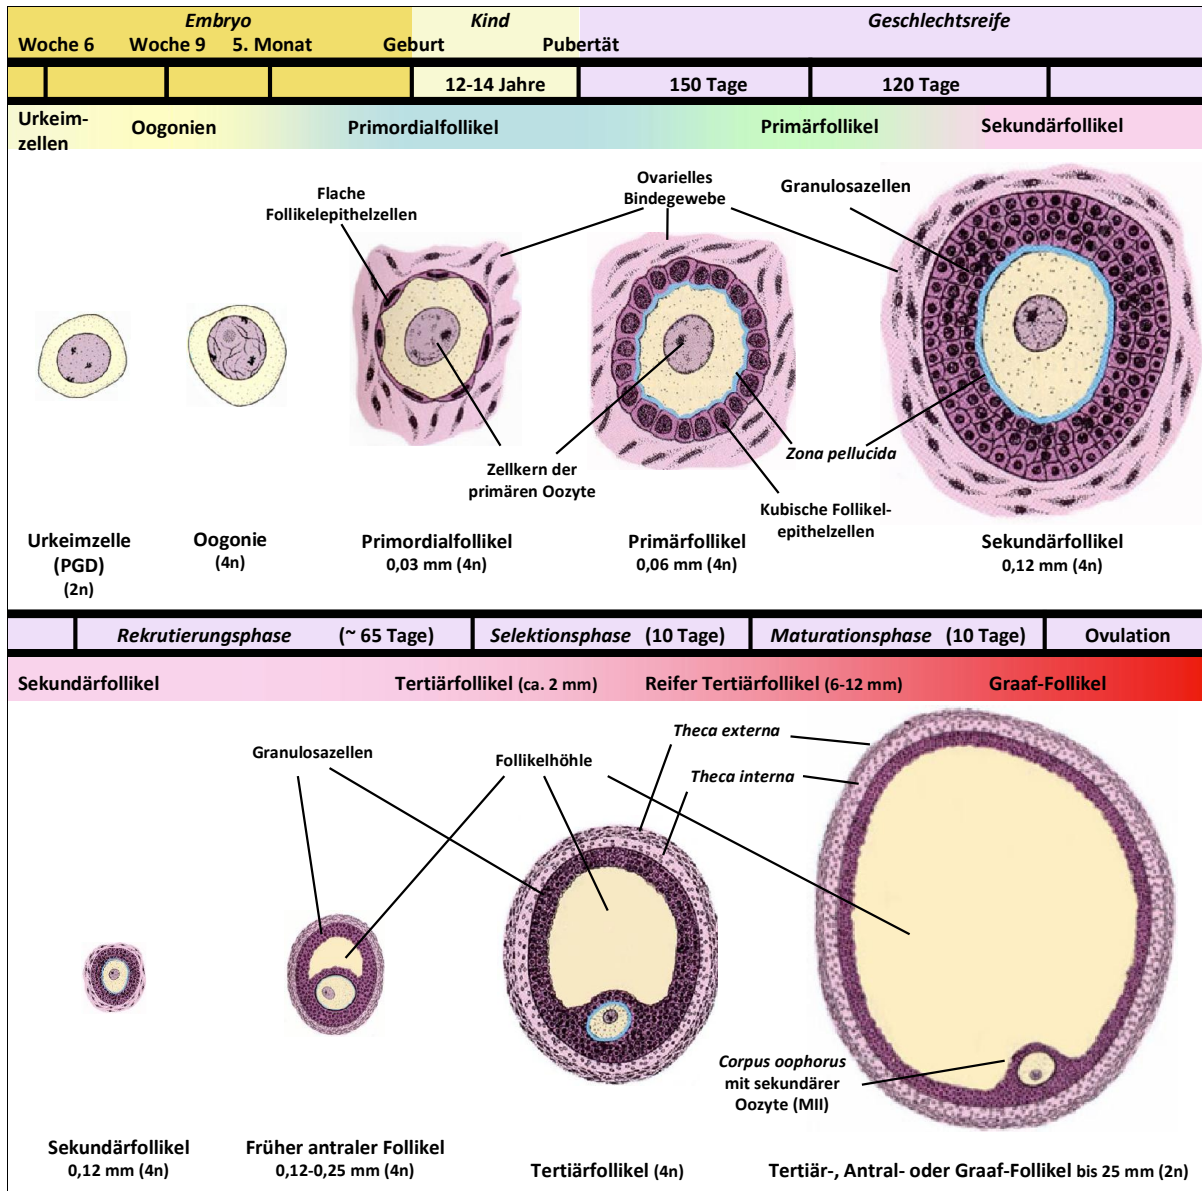 Embryo Kind Geschlechtsreife
Woche 6 Woche 9 5. Monat Geburt Pubertät
12-14 Jahre 150 Tage 120 Tage
Urkeim-
zellen
Oogonien Primordialfollikel Primärfollikel Sekundärfollikel
Flache
Follikelepithelzellen
Ovarielles
Bindegewebe
Granulosazellen
Zellkern der
primären Oozyte
Zona pellucida
Kubische Follikel-
epithelzellen
Urkeimzelle
(PGD)
(2n)
Oogonie
(4n)
Primordialfollikel
0,03 mm (4n)
Primärfollikel
0,06 mm (4n)
Sekundärfollikel
0,12 mm (4n)
Rekrutierungsphase (~ 65 Tage) Selektionsphase (10 Tage) Maturationsphase (10 Tage) Ovulation
Sekundärfollikel Tertiärfollikel (ca. 2 mm) Reifer Tertiärfollikel (6-12 mm) Graaf-Follikel
Granulosazellen
Follikelhöhle
Theca externa
Theca interna
Corpus oophorus
mit sekundärer
Oozyte (MII)
Sekundärfollikel
0,12 mm (4n)
Früher antraler Follikel
0,12-0,25 mm (4n)
Tertiärfollikel (4n)
Tertiär-, Antral- oder Graaf-Follikel bis 25 mm (2n)